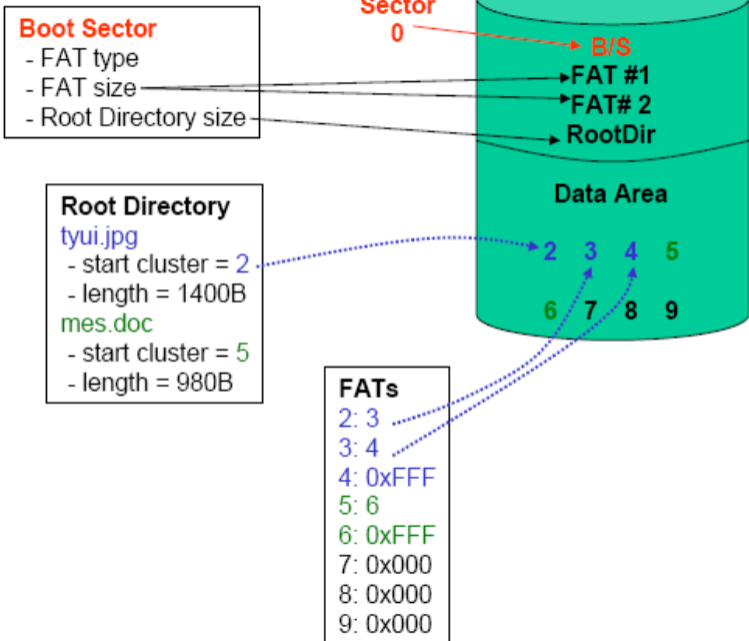 Sector
0
Boot Sector
- FAT type
- FAT size
- Root Directory size
B/S
FAT #1
FAT# 2
RootDir
Data Area
2 3 4 5
6 7 8 9
Root Directory
tyui.jpg
- start cluster = 2
- length = 1400B
mes.doc
- start cluster = 5
- length = 980B
FATs
2: 3
3: 4
4: 0xFFF
5: 6
6: 0xFFF
7: 0x000
8: 0x000
9: 0x000